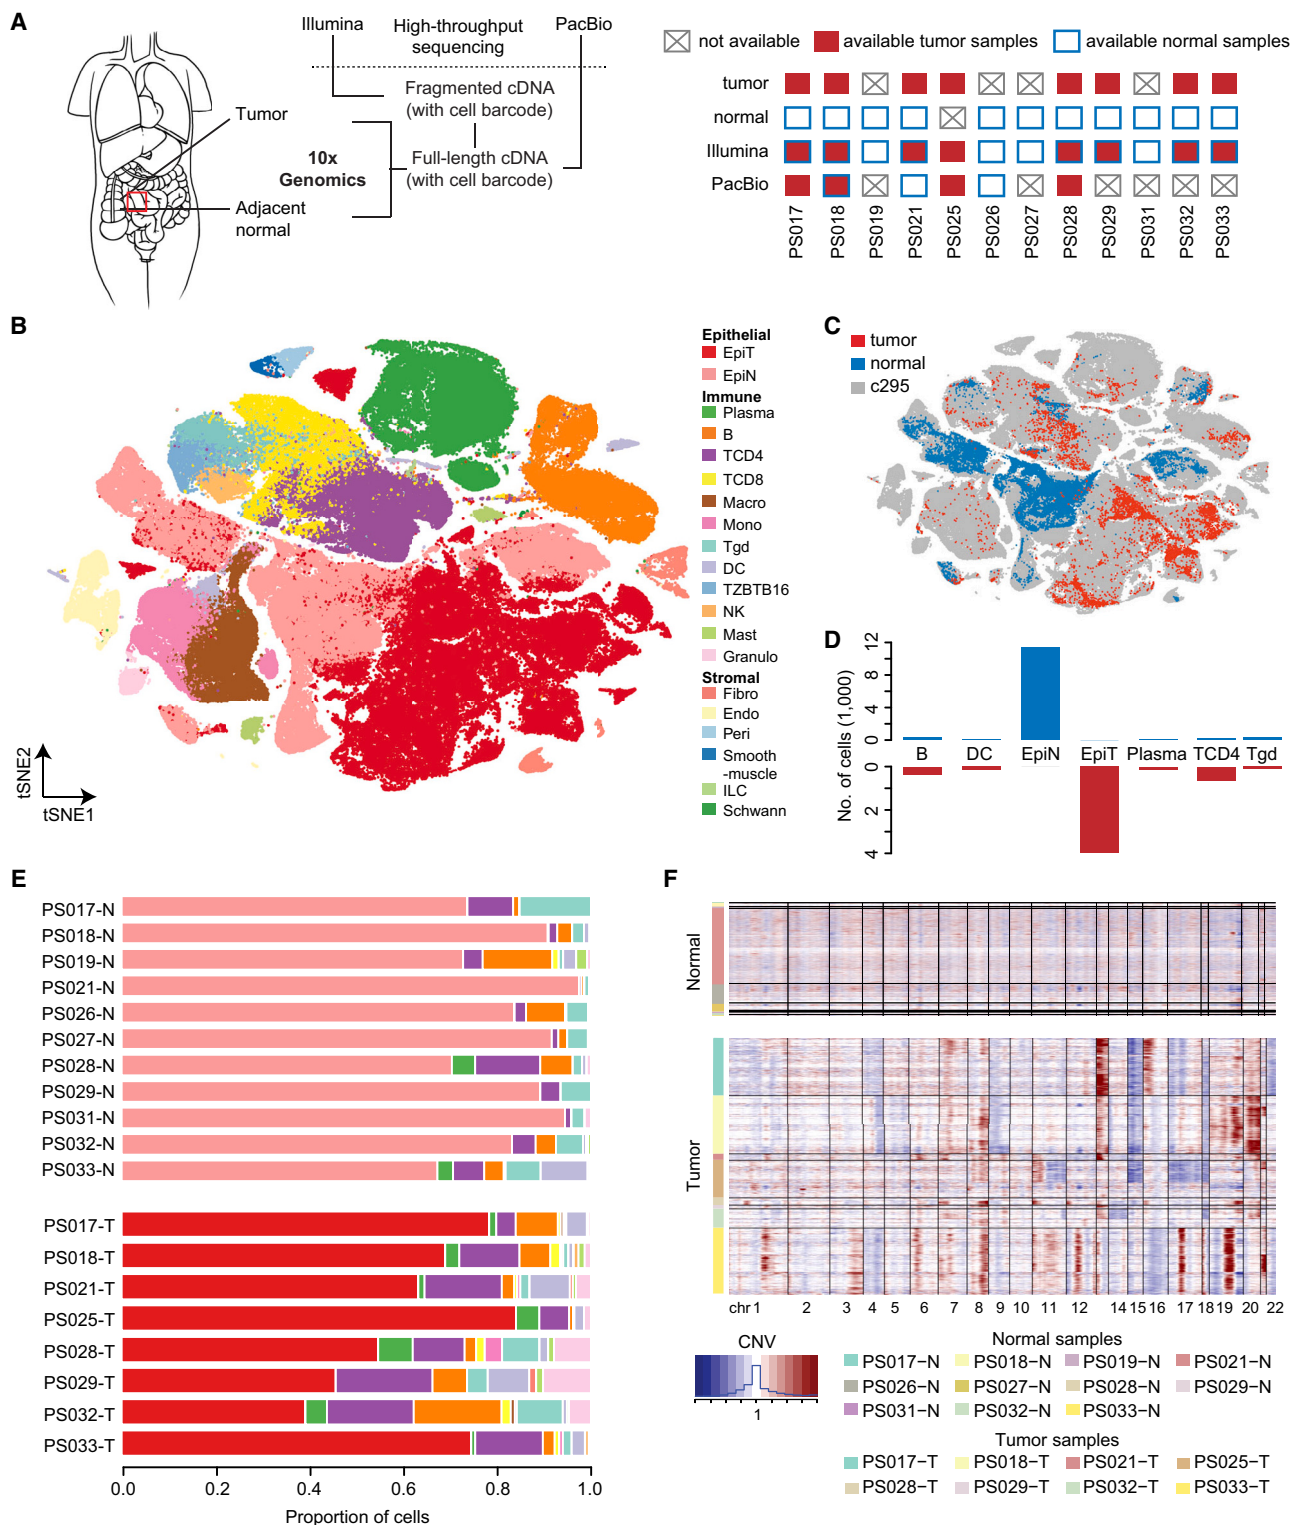 A
Illumina
High-throughput
sequencing
PacBio
Fragmented cDNA
(with cell barcode)
Tumor
10x
Genomics
Full-length cDNA
(with cell barcode)
Adjacent
normal
not available
available tumor samples
available normal samples
tumor
normal
Illumina
PacBio
PS017
PS018
PS019
PS021
PS025
PS026
PS027
PS028
PS029
PS031
PS032
PS033
B
tSNE2
tSNE1
Epithelial
EpiT
EpiN
Immune
Plasma
B
TCD4
TCD8
Macro
Mono
Tgd
DC
TZBTB16
NK
Mast
Granulo
Stromal
Fibro
Endo
Peri
Smooth
-muscle
ILC
Schwann
C
tumor
normal
c295
D
No. of cells (1,000)
12
8
4
0
B DC EpiN EpiT Plasma TCD4 Tgd
0
2
4
E
PS017-N
PS018-N
PS019-N
PS021-N
PS026-N
PS027-N
PS028-N
PS029-N
PS031-N
PS032-N
PS033-N
PS017-T
PS018-T
PS021-T
PS025-T
PS028-T
PS029-T
PS032-T
PS033-T
0.0 0.2 0.4 0.6 0.8 1.0
Proportion of cells
F
Normal
Tumor
chr 1 2 3 4 5 6 7 8 9 10 11 12 14 15 16 17 18 19 20 22
CNV
1
Normal samples
PS017−N PS018−N PS019−N PS021−N
PS026−N PS027−N PS028−N PS029−N
PS031−N PS032−N PS033−N
Tumor samples
PS017−T PS018−T PS021−T PS025−T
PS028−T PS029−T PS032−T PS033−T